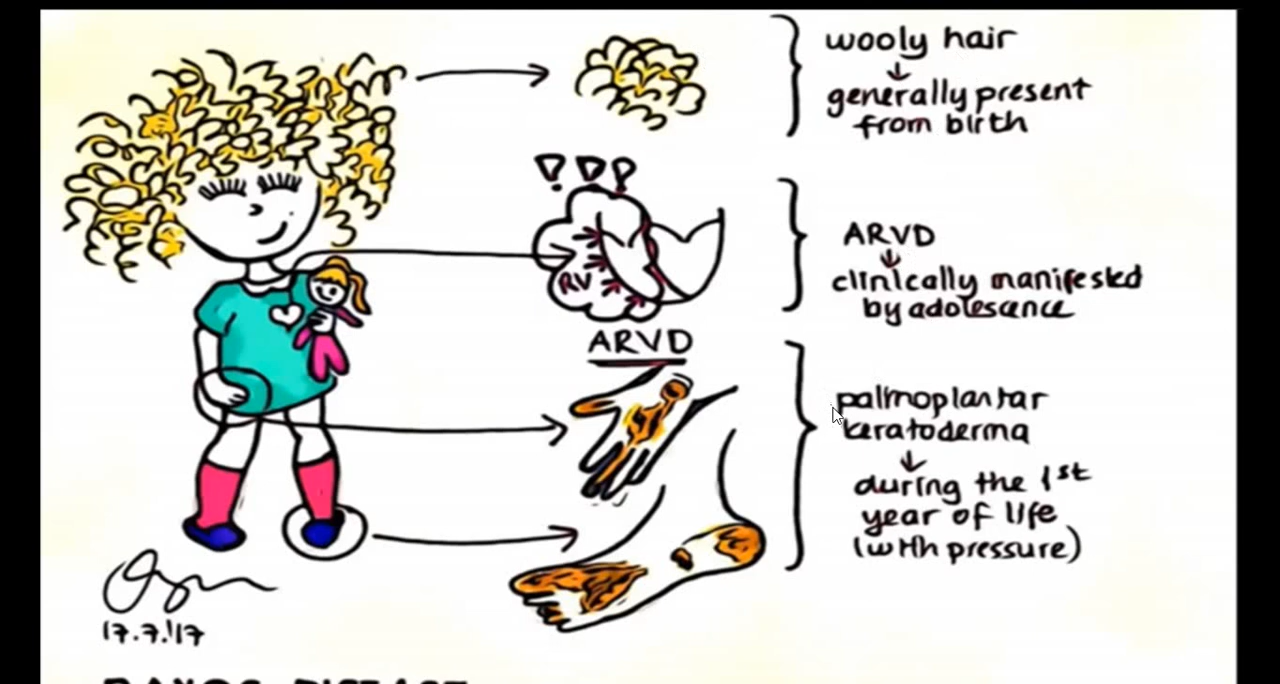 wooly hair
generally present
from birth
RV
ARVD
ARVD
clinically manifested
by adolesance
palmoplantar
keratoderma
during the 1st
year of life
(with pressure)
17.7.'17